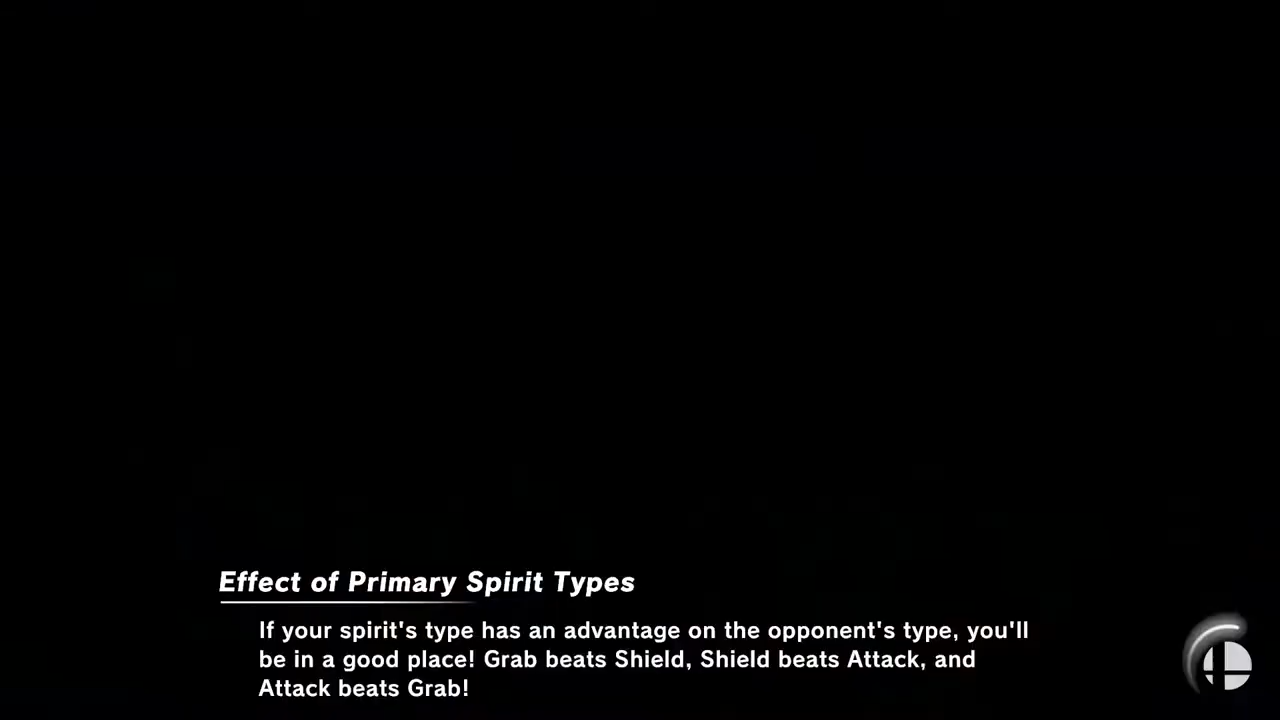 Effect of Primary Spirit Types
If your spirit's type has an advantage on the opponent's type, you'll
be in a good place! Grab beats Shield, Shield beats Attack, and
Attack beats Grab!